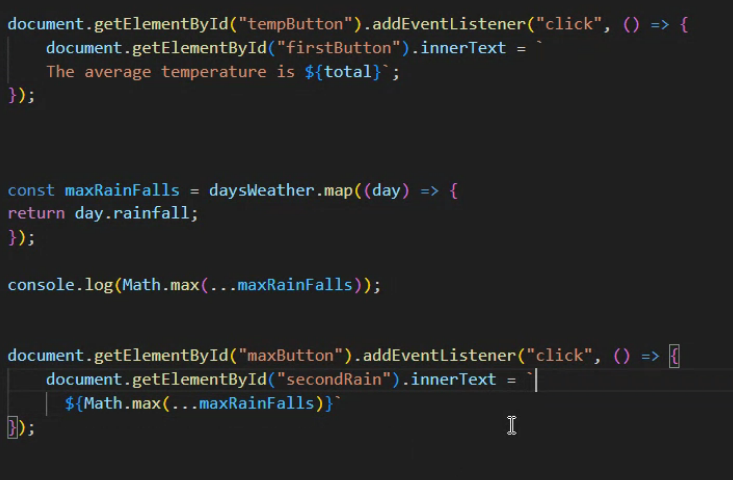 document.getElementById("tempButton").addEventListener("click", () => {
    document.getElementById("firstButton").innerText = `
    The average temperature is ${total}`;
});
const maxRainFalls = daysWeather.map((day) => {
return day.rainfall;
});
console.log(Math.max(...maxRainFalls));
document.getElementById("maxButton").addEventListener("click", () => {
    document.getElementById("secondRain").innerText = `
      ${Math.max(...maxRainFalls)}`
});